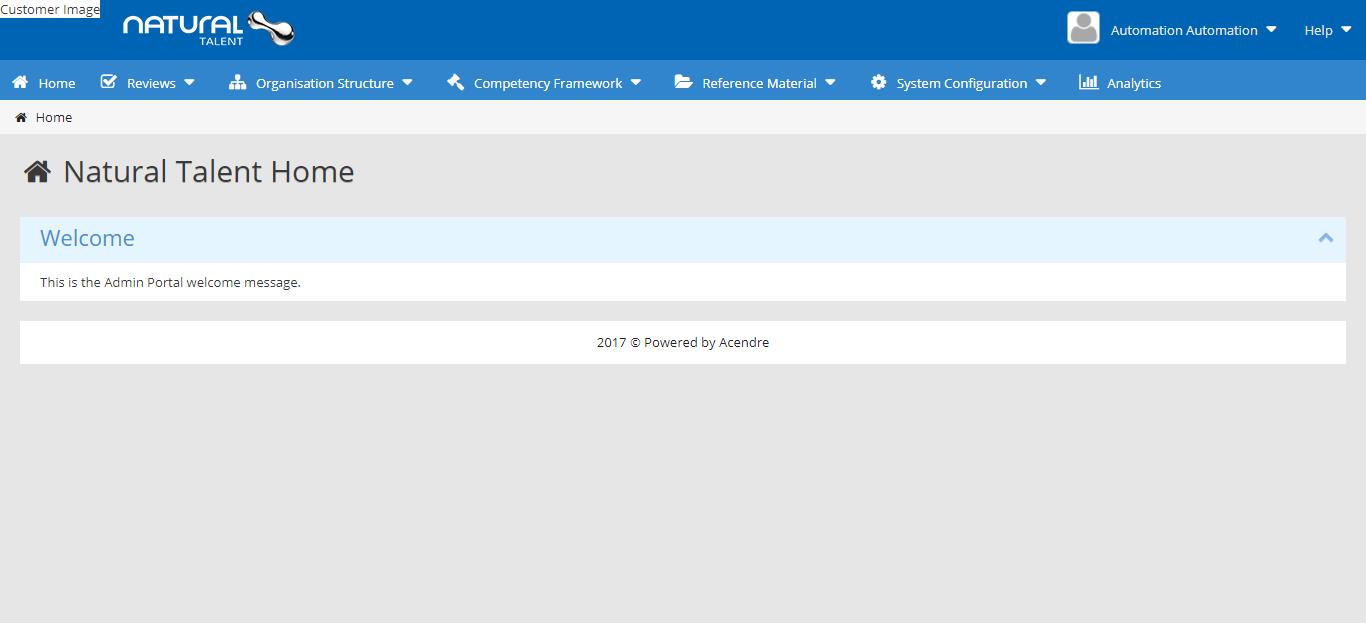 Customer Image
NATURAL
TALENT
Automation Automation
Help
Home
Reviews
Organisation Structure
Competency Framework
Reference Material
System Configuration
Analytics
Home
Natural Talent Home
Welcome
This is the Admin Portal welcome message.
2017 © Powered by Acendre